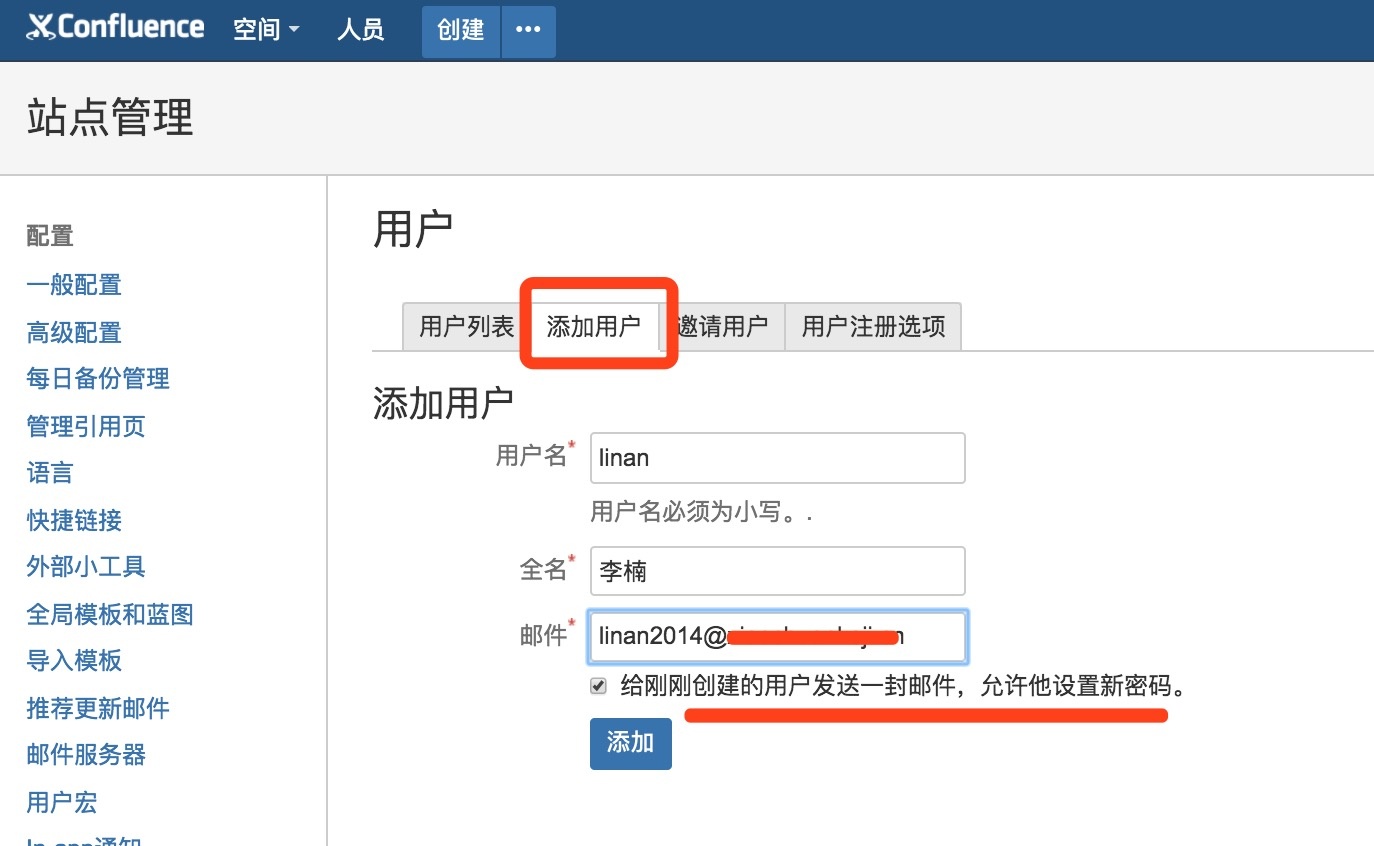 Confluence 空间 人员 创建 •••
站点管理
配置
一般配置
高级配置
每日备份管理
管理引用页
语言
快捷链接
外部小工具
全局模板和蓝图
导入模板
推荐更新邮件
邮件服务器
用户宏
In-app通知
用户
用户列表 添加用户 邀请用户 用户注册选项
添加用户
用户名* linan
用户名必须为小写。.
全名* 李楠
邮件* linan2014@
给刚刚创建的用户发送一封邮件，允许他设置新密码。
添加